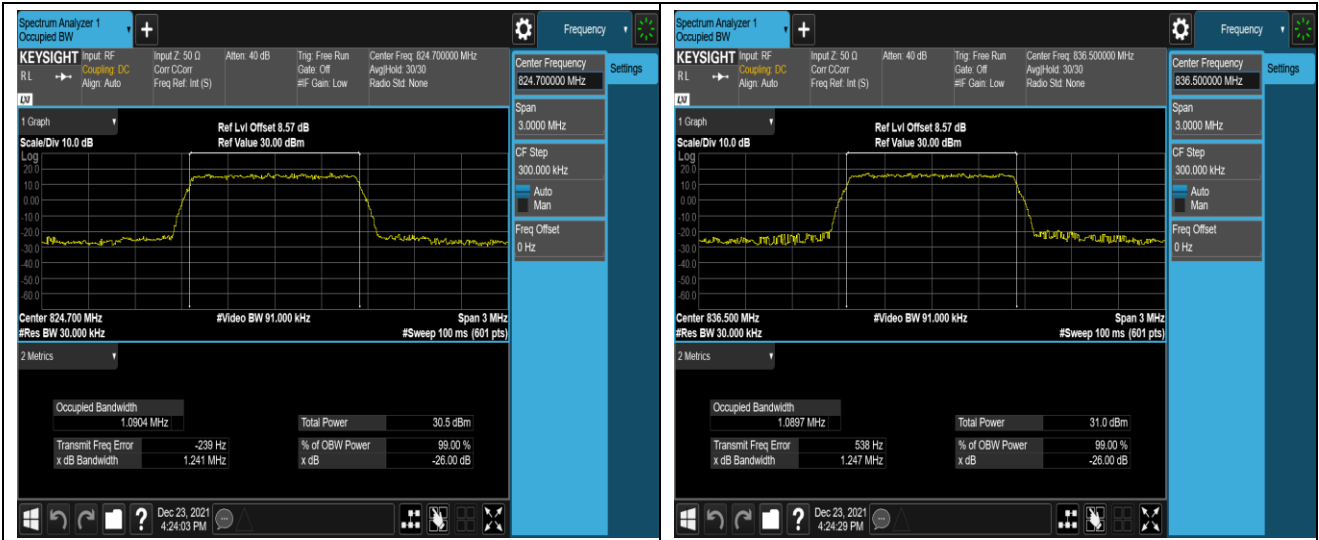 Spectrum Analyzer 1
Occupied BW
+
Frequency
KEYSIGHT
RL
LXI
Input: RF
Coupling: DC
Align: Auto
Input Z: 50 Ω
Corr CCorr
Freq Ref: Int (S)
Atten: 40 dB
Trig: Free Run
Gate: Off
#IF Gain: Low
Center Freq: 824.700000 MHz
Avg|Hold: 30/30
Radio Std: None
Center Frequency
824.700000 MHz
Settings
Span
3.0000 MHz
CF Step
300.000 kHz
Auto
Man
Freq Offset
0 Hz
1 Graph
Scale/Div 10.0 dB
Ref Lvl Offset 8.57 dB
Ref Value 30.00 dBm
Log
20.0
10.0
0.00
-10.0
-20.0
-30.0
-40.0
-50.0
-60.0
Center 824.700 MHz
#Res BW 30.000 kHz
#Video BW 91.000 kHz
Span 3 MHz
#Sweep 100 ms (601 pts)
2 Metrics
Occupied Bandwidth
1.0904 MHz
Total Power 30.5 dBm
Transmit Freq Error -239 Hz
% of OBW Power 99.00 %
x dB Bandwidth 1.241 MHz
x dB -26.00 dB
?
Dec 23, 2021
4:24:03 PM
Spectrum Analyzer 1
Occupied BW
+
Frequency
KEYSIGHT
RL
LXI
Input: RF
Coupling: DC
Align: Auto
Input Z: 50 Ω
Corr CCorr
Freq Ref: Int (S)
Atten: 40 dB
Trig: Free Run
Gate: Off
#IF Gain: Low
Center Freq: 836.500000 MHz
Avg|Hold: 30/30
Radio Std: None
Center Frequency
836.500000 MHz
Settings
Span
3.0000 MHz
CF Step
300.000 kHz
Auto
Man
Freq Offset
0 Hz
1 Graph
Scale/Div 10.0 dB
Ref Lvl Offset 8.57 dB
Ref Value 30.00 dBm
Log
20.0
10.0
0.00
-10.0
-20.0
-30.0
-40.0
-50.0
-60.0
Center 836.500 MHz
#Res BW 30.000 kHz
#Video BW 91.000 kHz
Span 3 MHz
#Sweep 100 ms (601 pts)
2 Metrics
Occupied Bandwidth
1.0897 MHz
Total Power 31.0 dBm
Transmit Freq Error 538 Hz
% of OBW Power 99.00 %
x dB Bandwidth 1.247 MHz
x dB -26.00 dB
?
Dec 23, 2021
4:24:29 PM